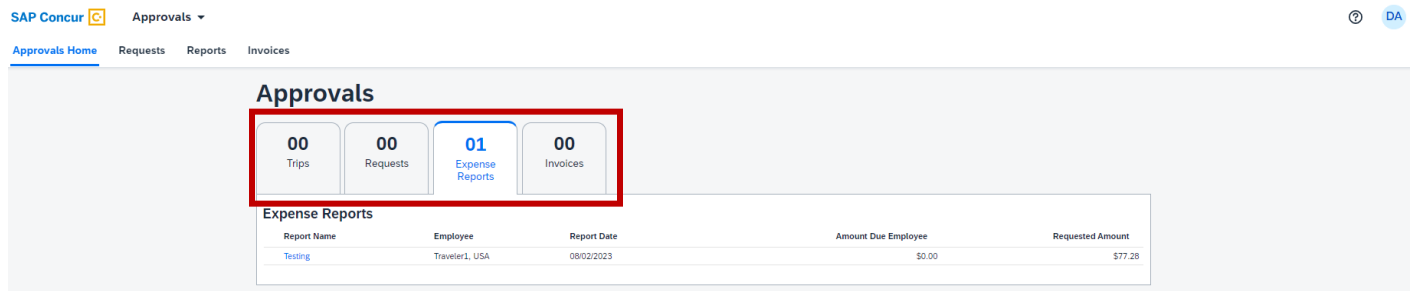 SAP Concur C Approvals
DA
Approvals Home Requests Reports Invoices
Approvals
00 00 01 00
Trips Requests Expense Reports Invoices
Expense Reports
Report Name Employee Report Date Amount Due Employee Requested Amount
Testing Traveler1, USA 08/02/2023 $0.00 $77.28